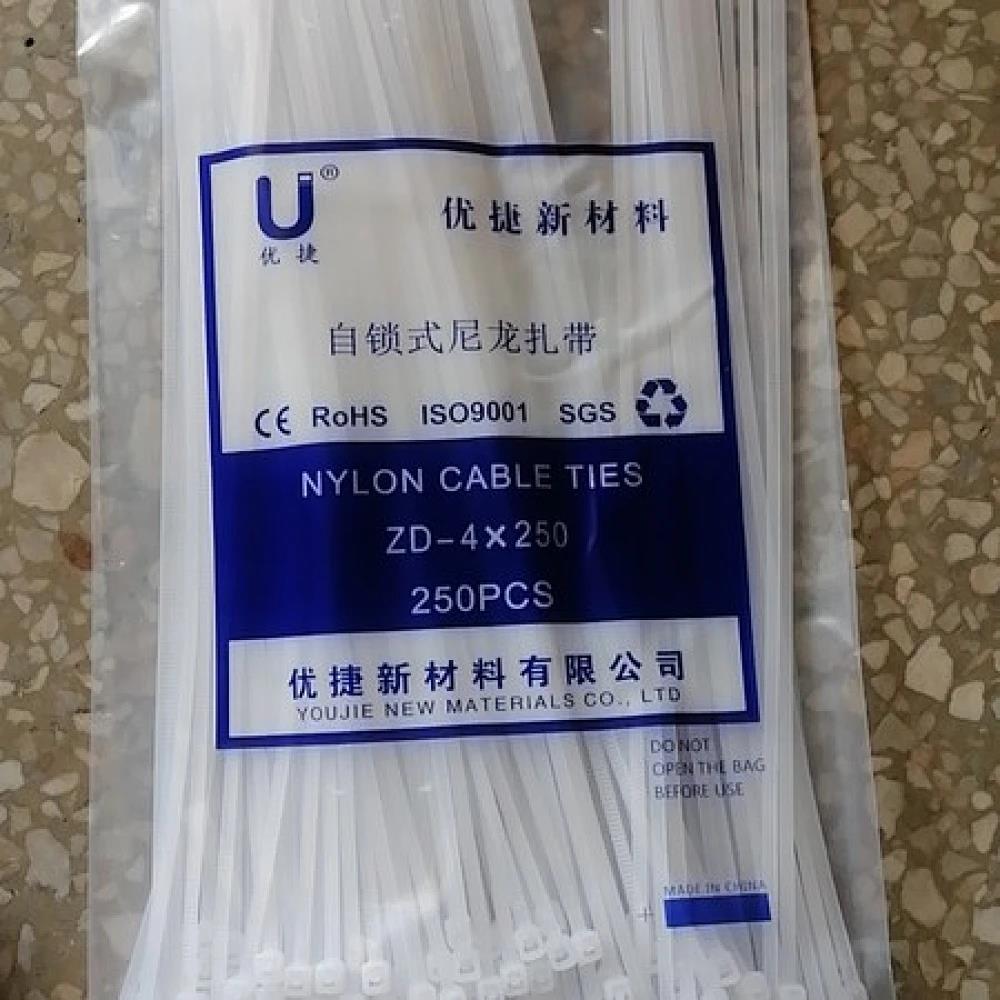 U®
优捷
优捷新材料
自锁式尼龙扎带
CE RoHS ISO9001 SGS
NYLON CABLE TIES
ZD-4×250
250PCS
优捷新材料有限公司
YOUJIE NEW MATERIALS CO., LTD
DO NOT
OPEN THE BAG
BEFORE USE
MADE IN CHINA